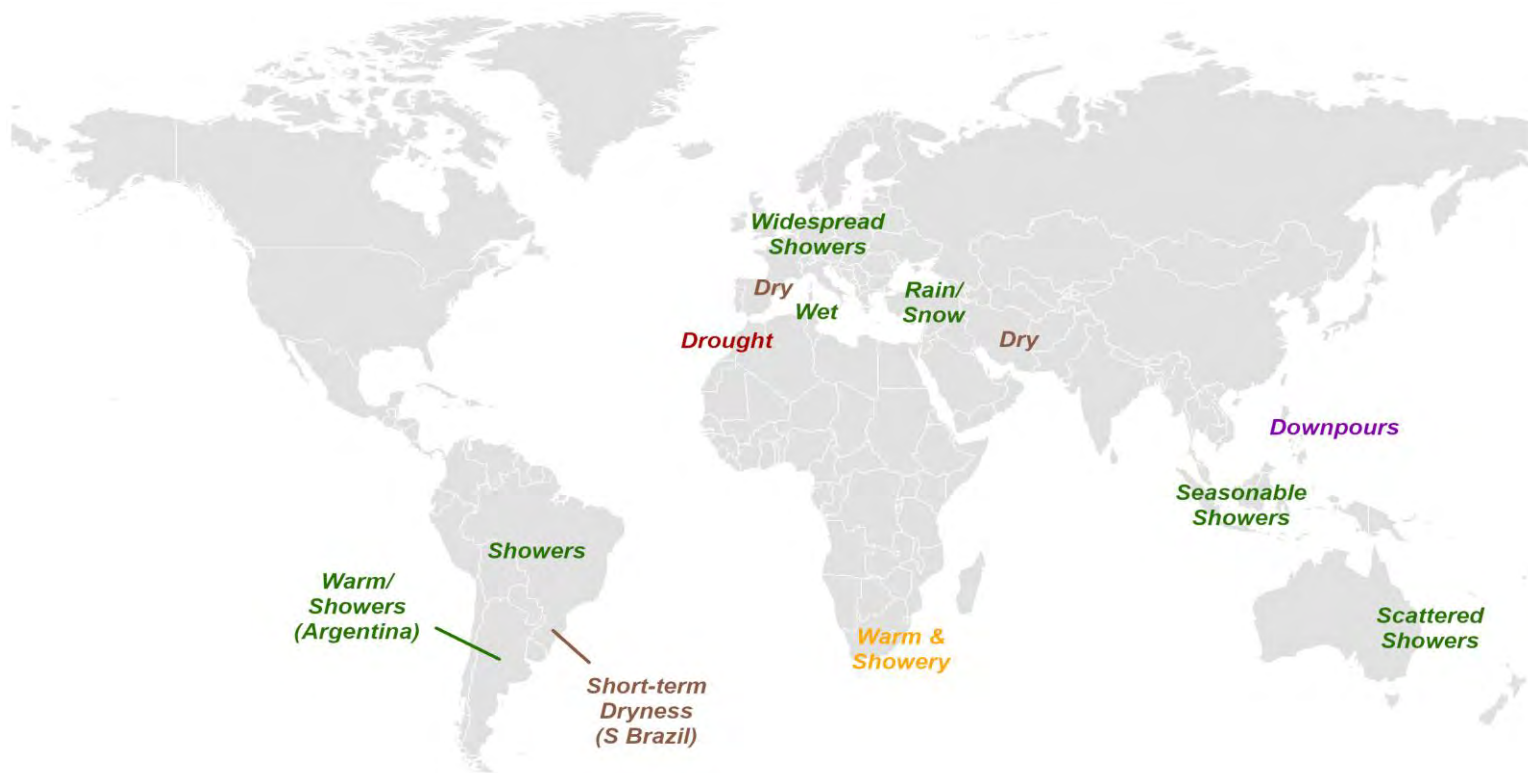 Widespread
Showers
Dry
Wet
Rain/
Snow
Drought
Dry
Downpours
Seasonable
Showers
Showers
Warm/
Showers
(Argentina)
Scattered
Showers
Warm &
Showery
Short-term
Dryness
(S Brazil)